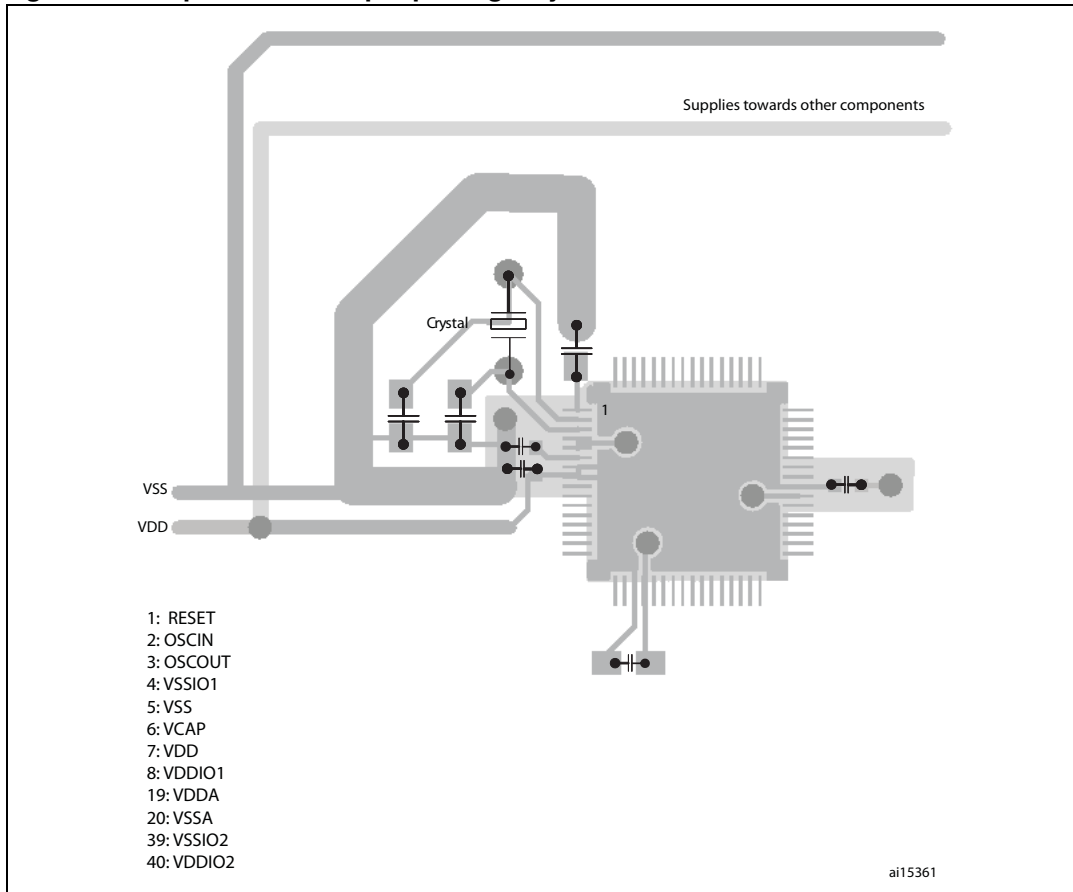 Supplies towards other components
Crystal
1
VSS
VDD
1: RESET
2: OSCIN
3: OSCOUT
4: VSSIO1
5: VSS
6: VCAP
7: VDD
8: VDDIO1
19: VDDA
20: VSSA
39: VSSIO2
40: VDDIO2
ai15361